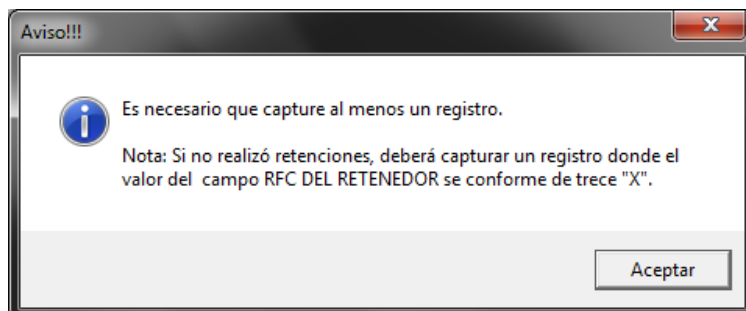 Aviso!!!
Es necesario que capture al menos un registro.
Nota: Si no realizó retenciones, deberá capturar un registro donde el
valor del  campo RFC DEL RETENEDOR se conforme de trece "X".
Aceptar